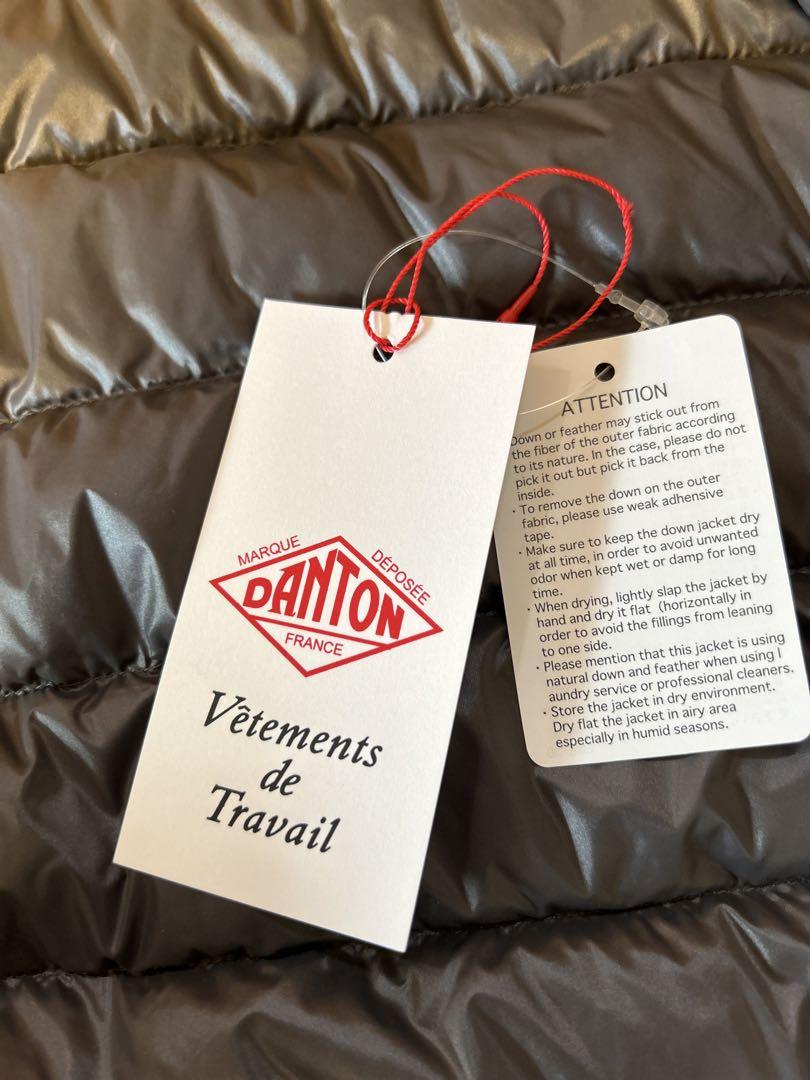 MARQUE DÉPOSÉE
DANTON
FRANCE
Vêtements
de
Travail
ATTENTION
Down or feather may stick out from
the fiber of the outer fabric according
to its nature. In the case, please do not
pick it out but pick it back from the
inside.
・To remove the down on the outer
fabric, please use weak adhensive
tape.
・Make sure to keep the down jacket dry
at all time, in order to avoid unwanted
odor when kept wet or damp for long
time.
・When drying, lightly slap the jacket by
hand and dry it flat (horizontally in
order to avoid the fillings from leaning
to one side.
・Please mention that this jacket is using
natural down and feather when using l
aundry service or professional cleaners.
・Store the jacket in dry environment.
Dry flat the jacket in airy area
especially in humid seasons.